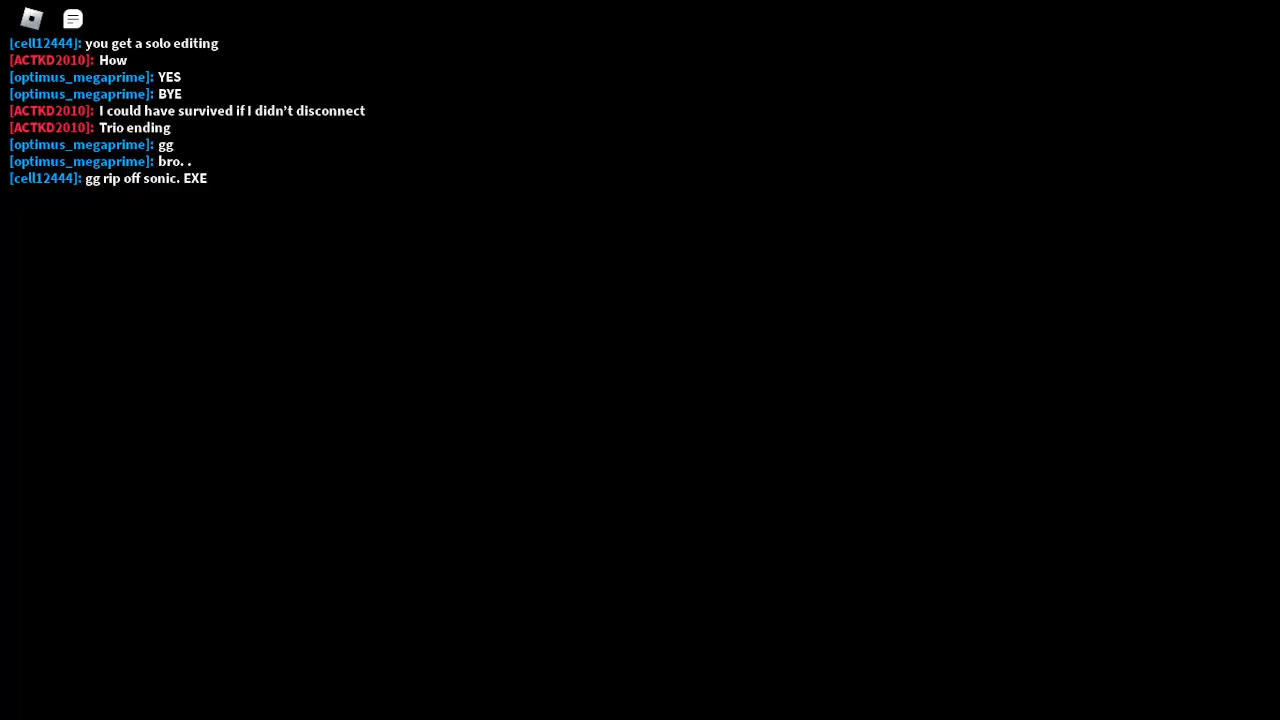 [cell12444]: you get a solo editing
[ACTKD2010]: How
[optimus_megaprime]: YES
[optimus_megaprime]: BYE
[ACTKD2010]: I could have survived if I didn’t disconnect
[ACTKD2010]: Trio ending
[optimus_megaprime]: gg
[optimus_megaprime]: bro. .
[cell12444]: gg rip off sonic. EXE